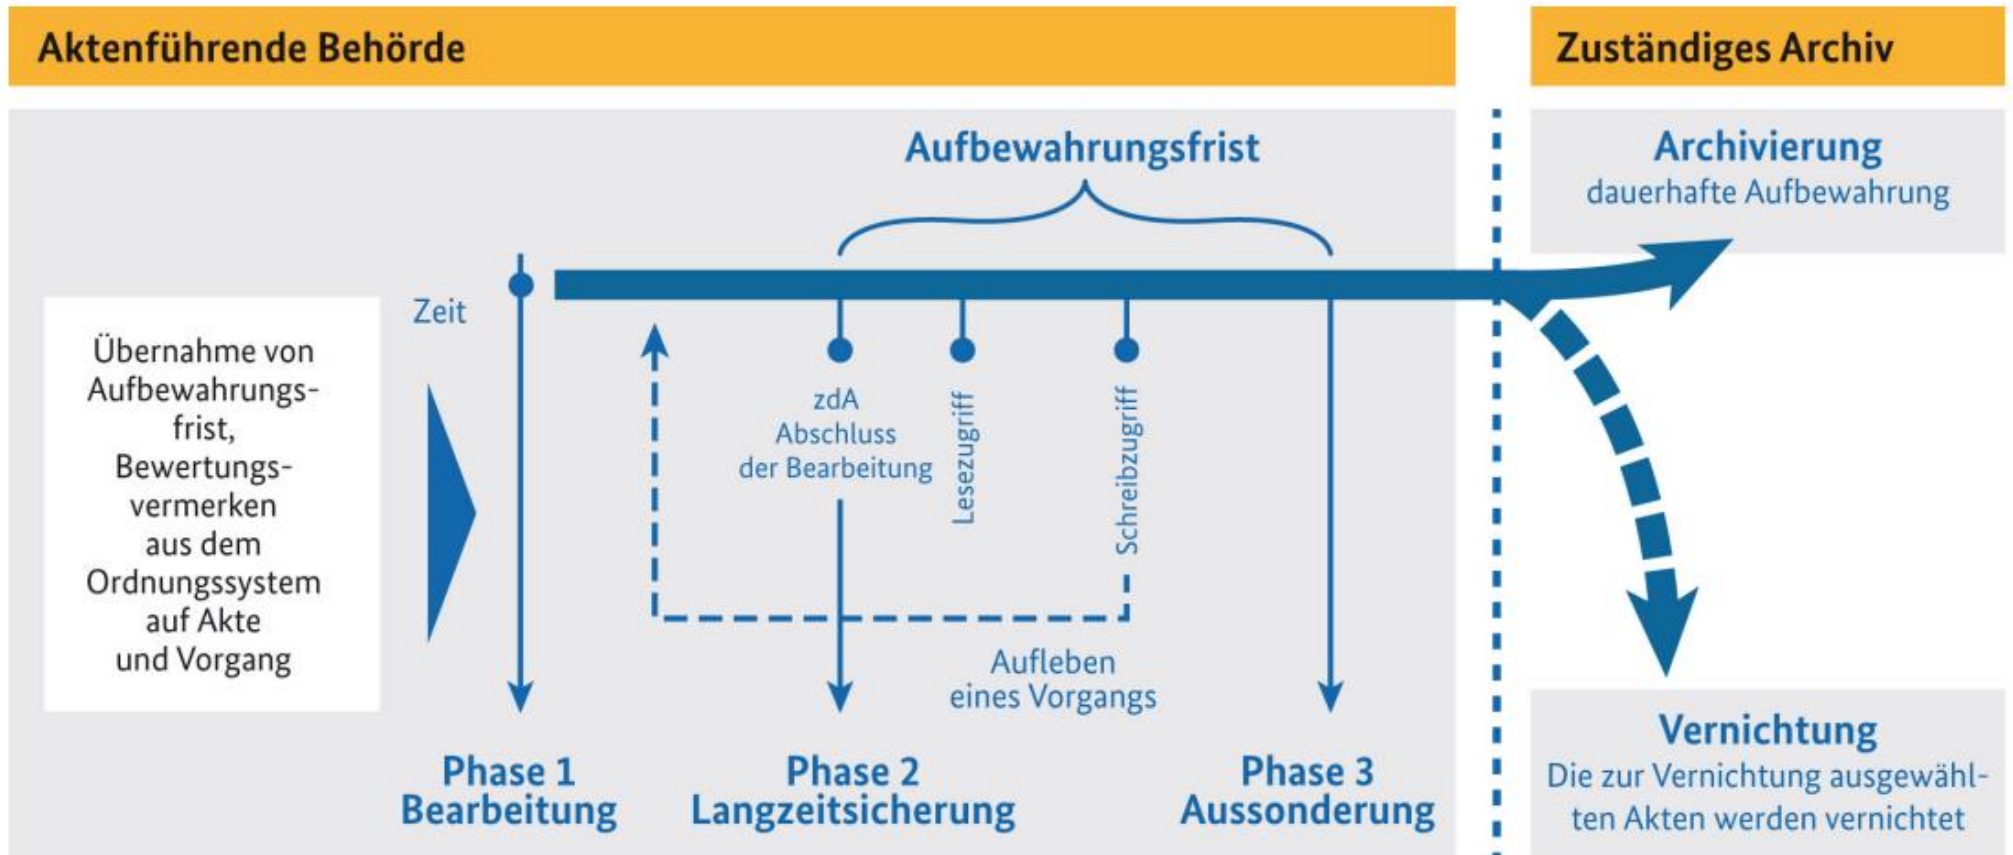 Aktenführende Behörde
Zuständiges Archiv
Aufbewahrungsfrist
Archivierung
dauerhafte Aufbewahrung
Zeit
Übernahme von
Aufbewahrungs-
frist,
Bewertungs-
vermerken
aus dem
Ordnungssystem
auf Akte
und Vorgang
zdA
Abschluss
der Bearbeitung
Lesezugriff
Schreibzugriff
Aufleben
eines Vorgangs
Phase 1
Bearbeitung
Phase 2
Langzeitsicherung
Phase 3
Aussonderung
Vernichtung
Die zur Vernichtung ausgewähl-
ten Akten werden vernichtet